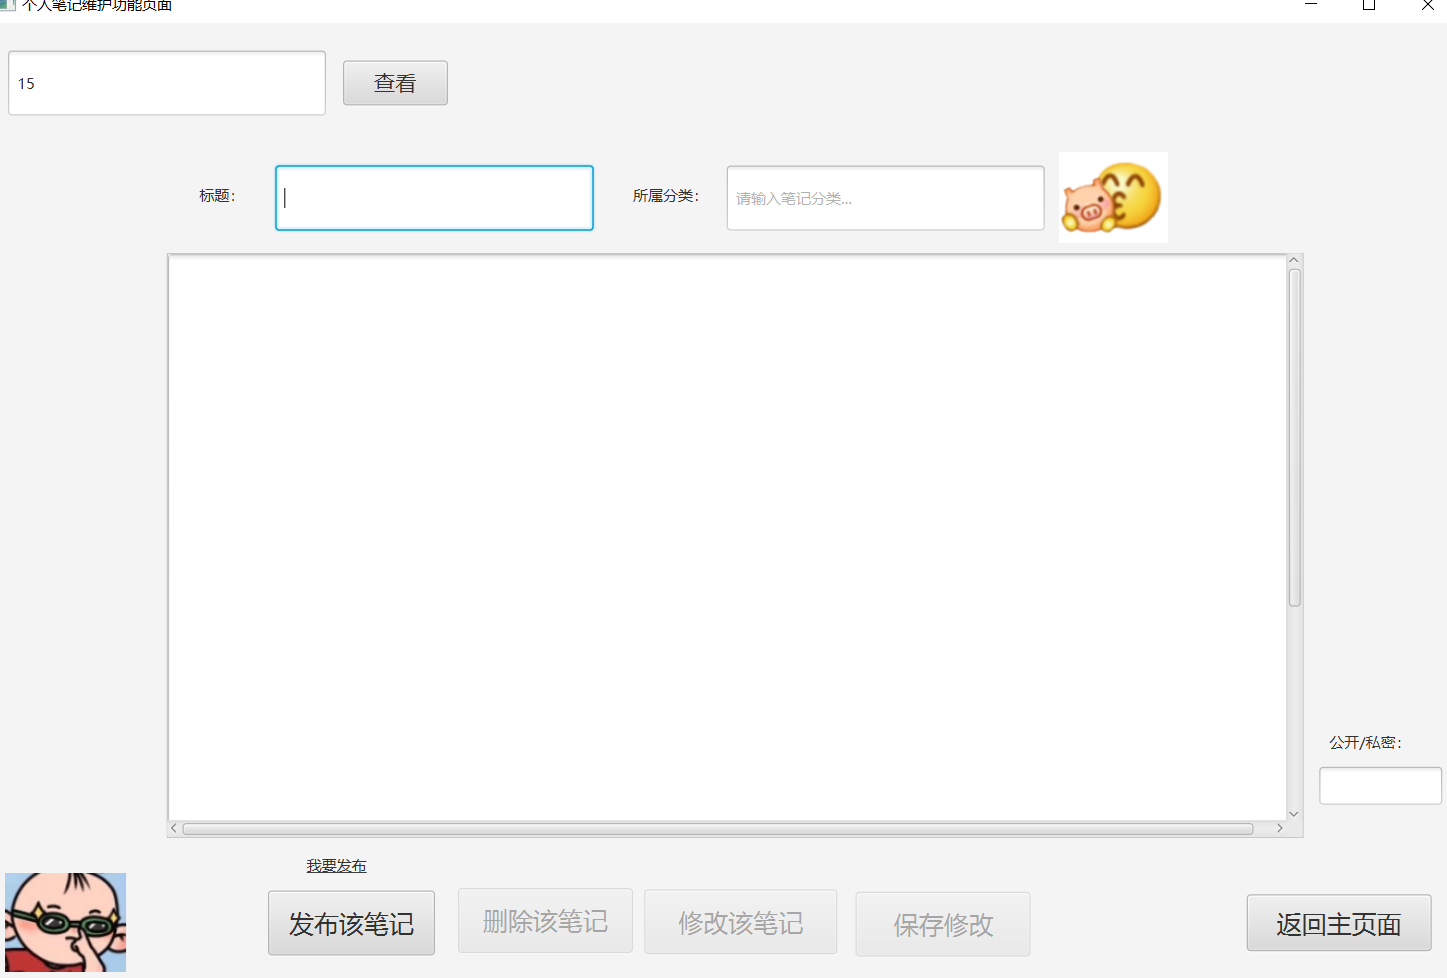 个人笔记维护功能页面
15
查看
标题：
所属分类：
请输入笔记分类...
公开/私密：
我要发布
发布该笔记
删除该笔记
修改该笔记
保存修改
返回主页面